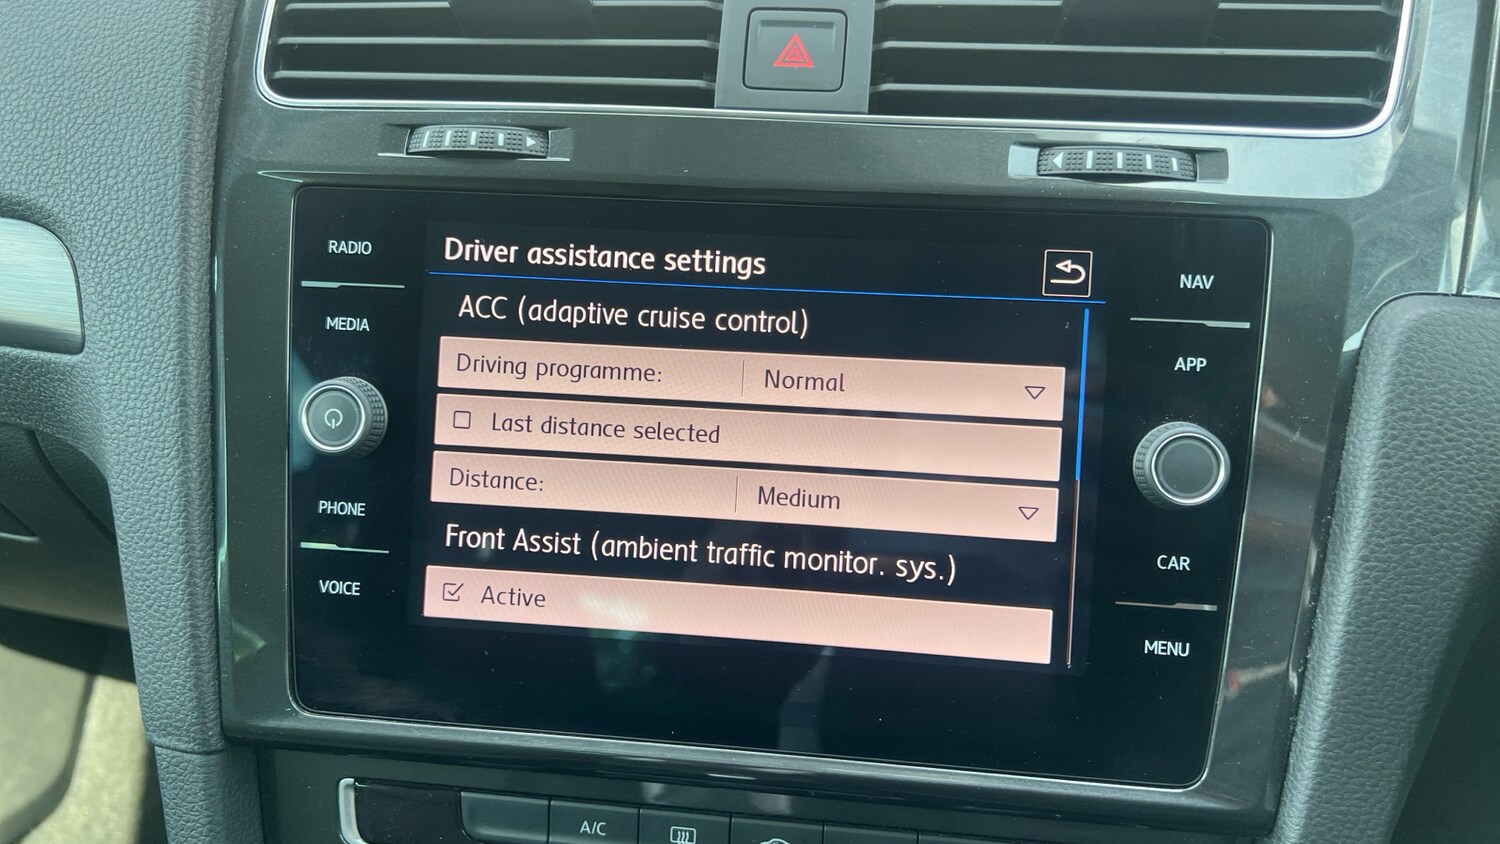 RADIO
MEDIA
PHONE
VOICE
Driver assistance settings
ACC (adaptive cruise control)
Driving programme: Normal
Last distance selected
Distance: Medium
Front Assist (ambient traffic monitor. sys.)
Active
NAV
APP
CAR
MENU
A/C